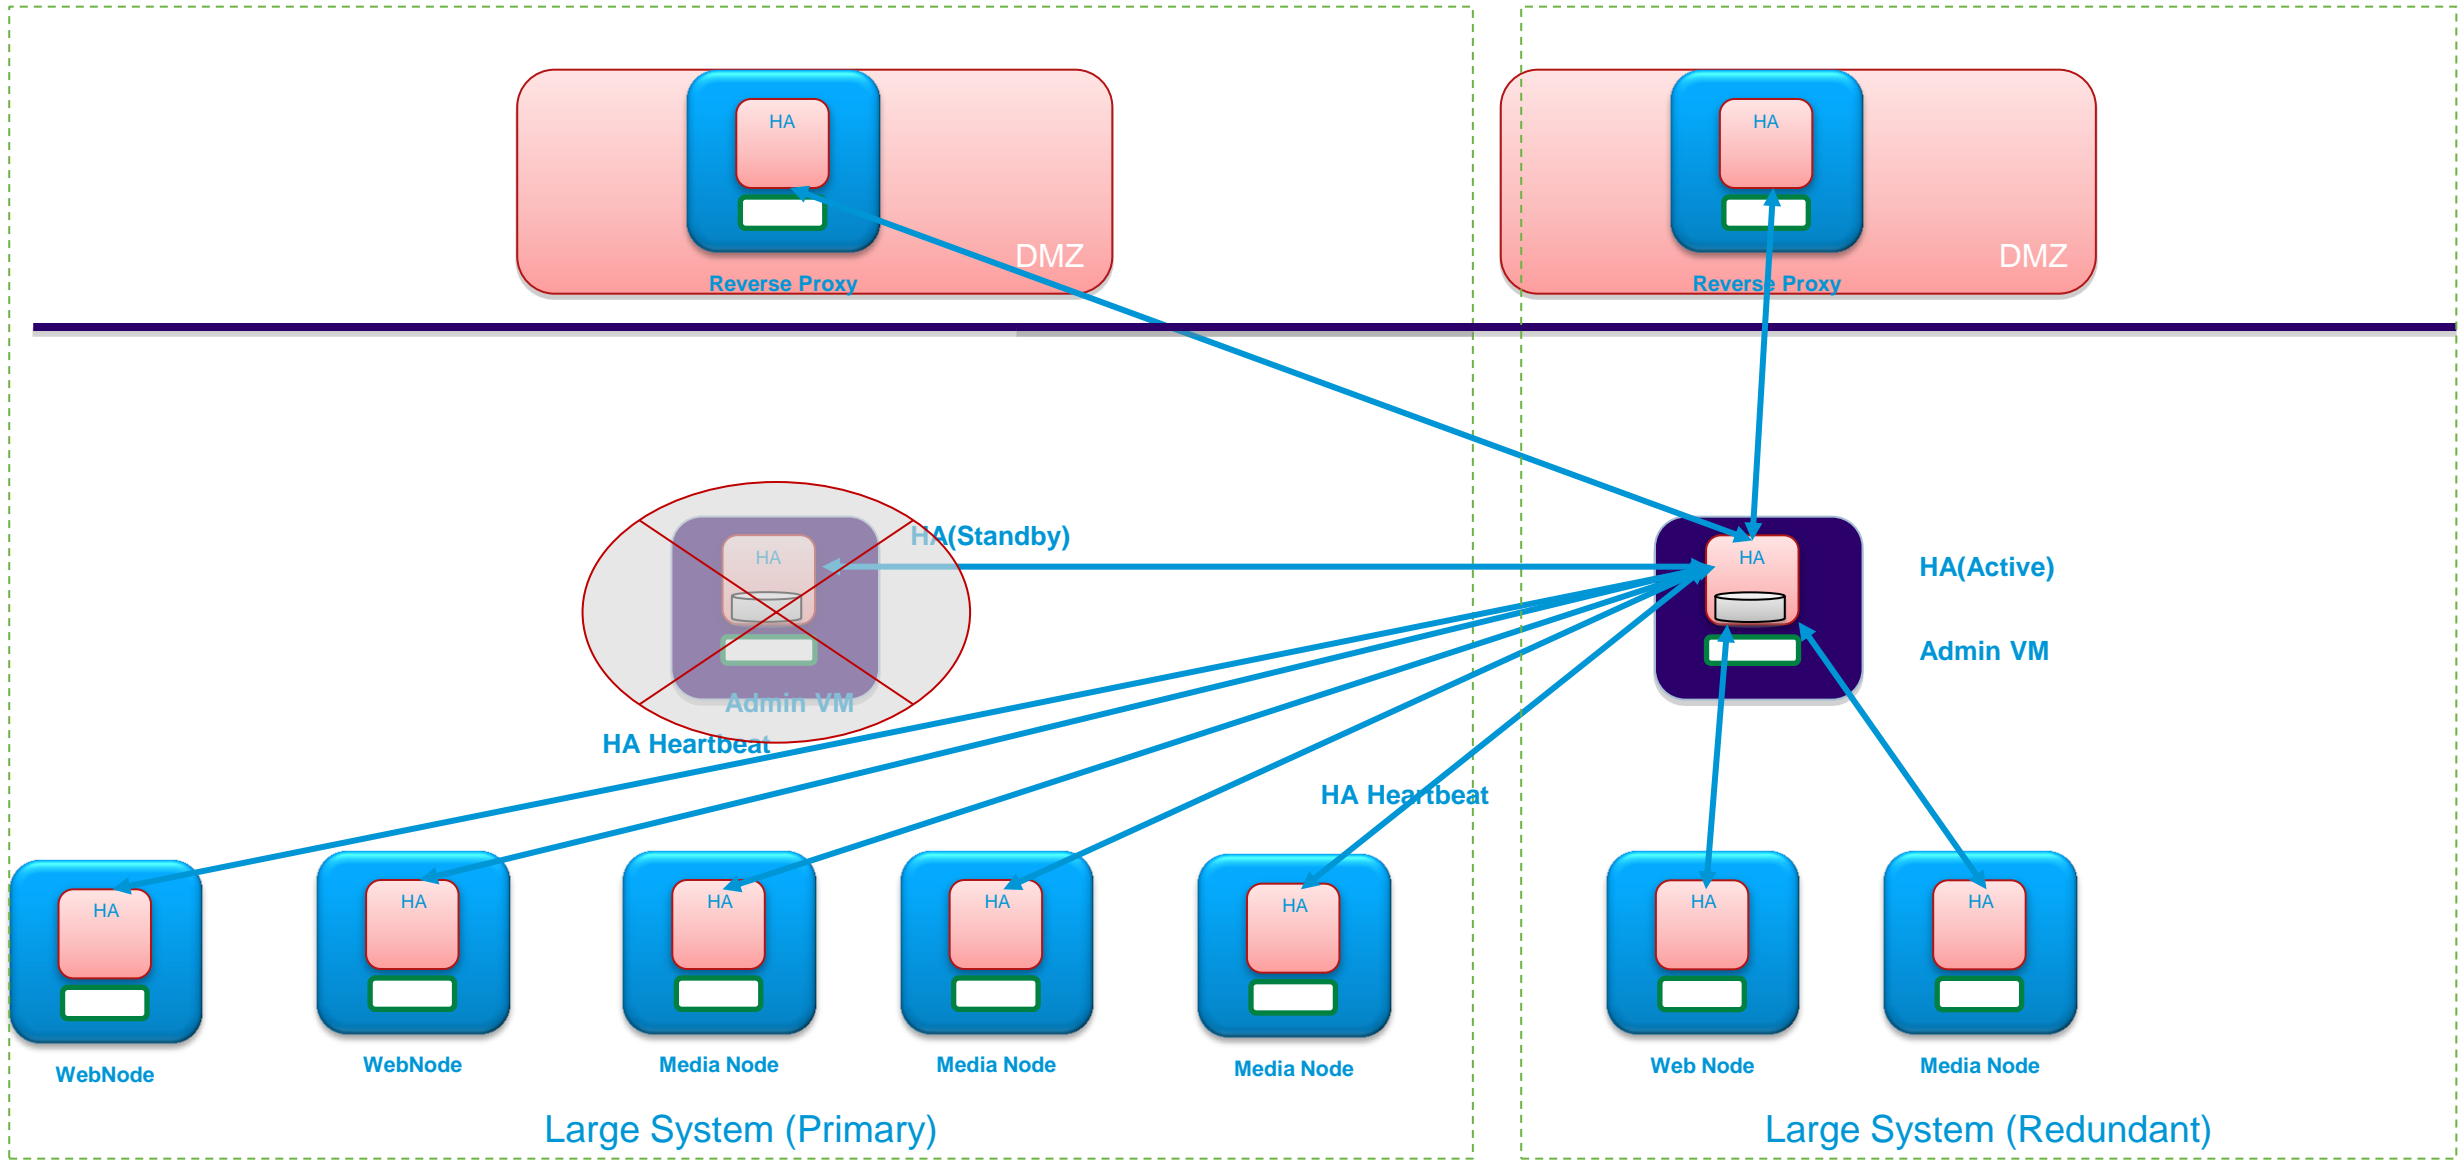 HA
HA
DMZ
DMZ
Reverse Proxy
Reverse Proxy
HA(Standby)
HA
HA
HA(Active)
Admin VM
Admin VM
HA Heartbeat
HA Heartbeat
HA
HA
HA
HA
HA
HA
HA
WebNode
WebNode
Media Node
Media Node
Media Node
Web Node
Media Node
Large System (Primary)
Large System (Redundant)